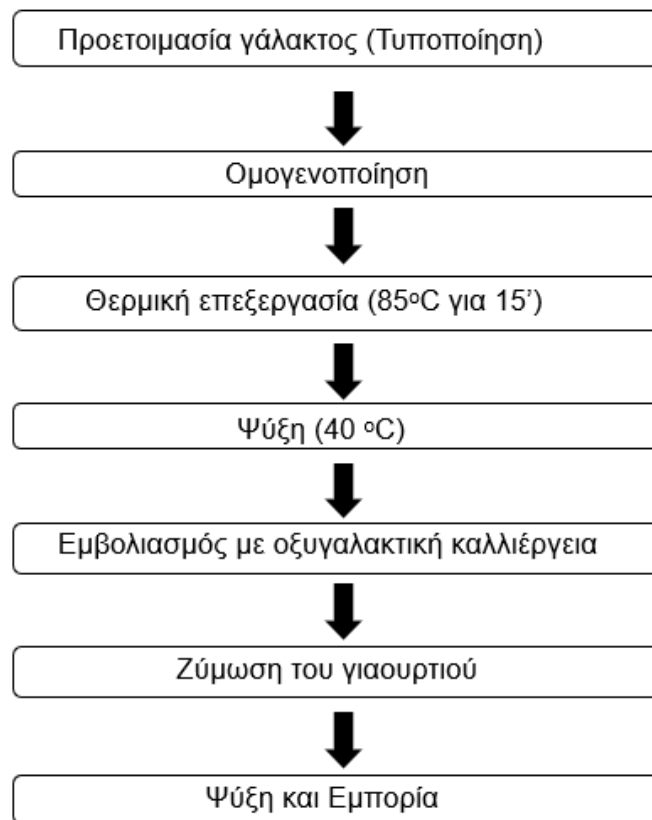 Προετοιμασία γάλακτος (Τυποποίηση)
Ομογενοποίηση
Θερμική επεξεργασία (85οC για 15’)
Ψύξη (40 οC)
Εμβολιασμός με οξυγαλακτική καλλιέργεια
Ζύμωση του γιαουρτιού
Ψύξη και Εμπορία